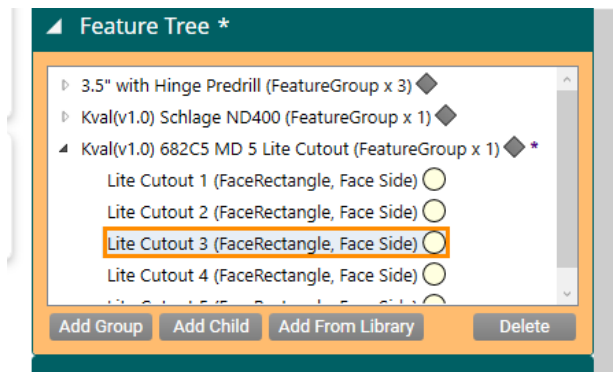 Feature Tree *
3.5" with Hinge Predrill (FeatureGroup x 3)
Kval(v1.0) Schlage ND400 (FeatureGroup x 1)
Kval(v1.0) 682C5 MD 5 Lite Cutout (FeatureGroup x 1) *
Lite Cutout 1 (FaceRectangle, Face Side)
Lite Cutout 2 (FaceRectangle, Face Side)
Lite Cutout 3 (FaceRectangle, Face Side)
Lite Cutout 4 (FaceRectangle, Face Side)
Add Group Add Child Add From Library Delete